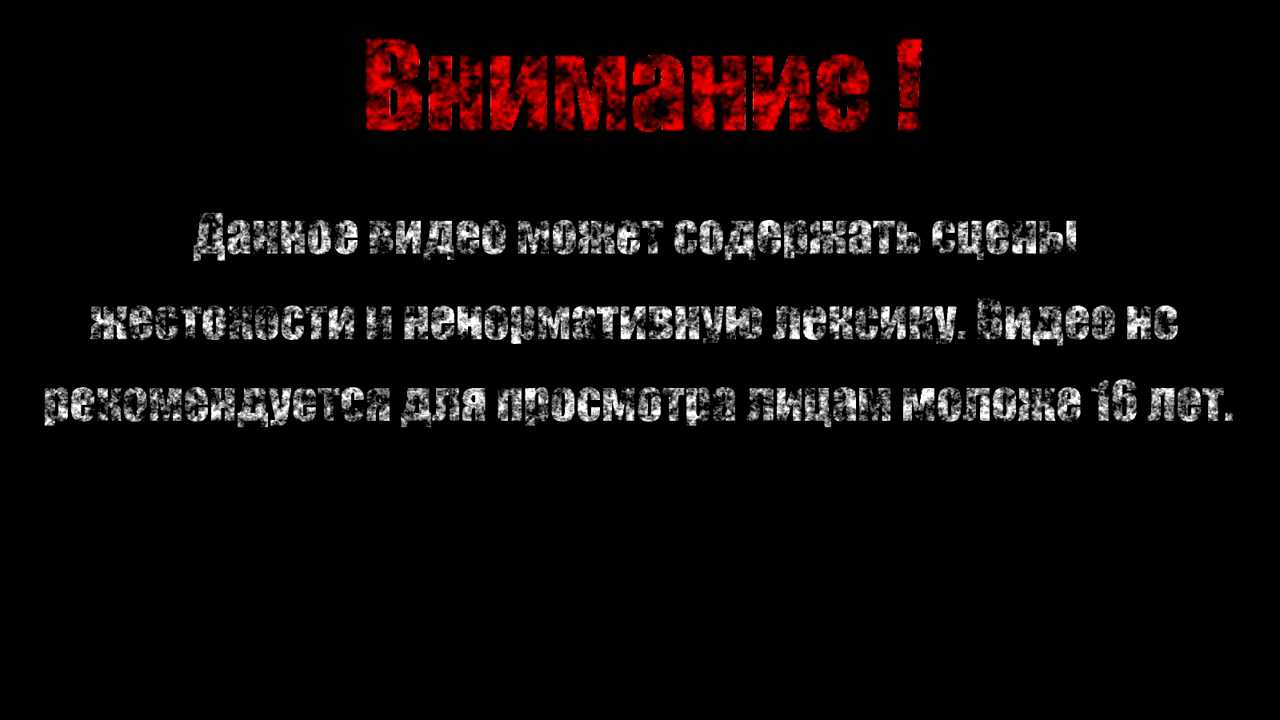 Внимание !
Данное видео может содержать сцены
жестокости и ненормативную лексику. Видео не
рекомендуется для просмотра лицам моложе 16 лет.